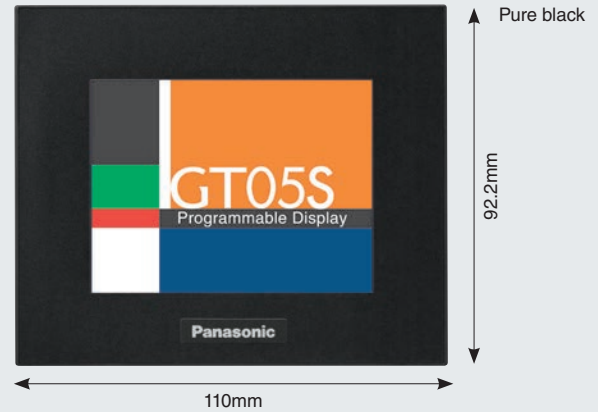 Pure black
GT05S
Programmable Display
92.2mm
Panasonic
110mm